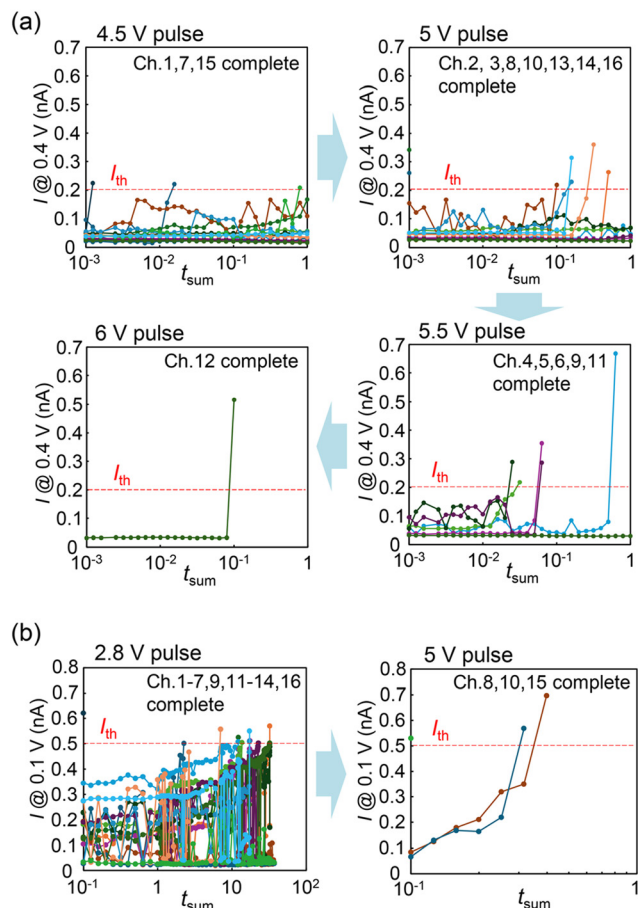 (a)
4.5 V pulse
Ch.1,7,15 complete
I @ 0.4 V (nA)
0.7
0.6
0.5
0.4
0.3
0.2
0.1
0
Ith
10-3
10-2
10-1
1
tsum
5 V pulse
Ch.2, 3,8,10,13,14,16
complete
I @ 0.4 V (nA)
0.7
0.6
0.5
0.4
0.3
0.2
0.1
0
Ith
10-3
10-2
10-1
1
tsum
6 V pulse
Ch.12 complete
I @ 0.4 V (nA)
0.7
0.6
0.5
0.4
0.3
0.2
0.1
0
Ith
10-3
10-2
10-1
1
tsum
5.5 V pulse
Ch.4,5,6,9,11
complete
I @ 0.4 V (nA)
0.7
0.6
0.5
0.4
0.3
0.2
0.1
0
Ith
10-3
10-2
10-1
1
tsum
(b)
2.8 V pulse
Ch.1-7,9,11-14,16
complete
I @ 0.1 V (nA)
0.8
0.7
0.6
0.5
0.4
0.3
0.2
0.1
0
Ith
10-1
1
10
102
tsum
5 V pulse
Ch.8,10,15 complete
I @ 0.1 V (nA)
0.8
0.7
0.6
0.5
0.4
0.3
0.2
0.1
0
Ith
10-1
1
tsum